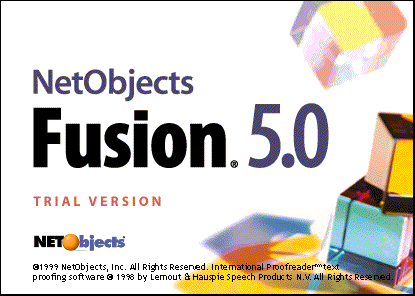 NetObjects
Fusion® 5.0
TRIAL VERSION
NETObjects®
©1999 NetObjects, Inc. All Rights Reserved. International Proofreader™ text
proofing software © 1998 by Lernout & Hauspie Speech Products N.V. All Rights Reserved.